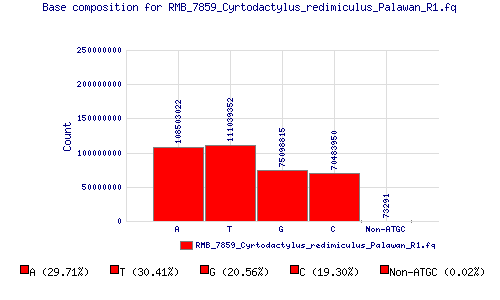 Base composition for RMB_7859_Cyrtodactylus_redimiculus_Palawan_R1.fq
250000000
200000000
150000000
100000000
50000000
0
Count
108503022
111039352
75098815
70483950
73291
A T G C Non-ATGC
RMB_7859_Cyrtodactylus_redimiculus_Palawan_R1.fq
A (29.71%) T (30.41%) G (20.56%) C (19.30%) Non-ATGC (0.02%)